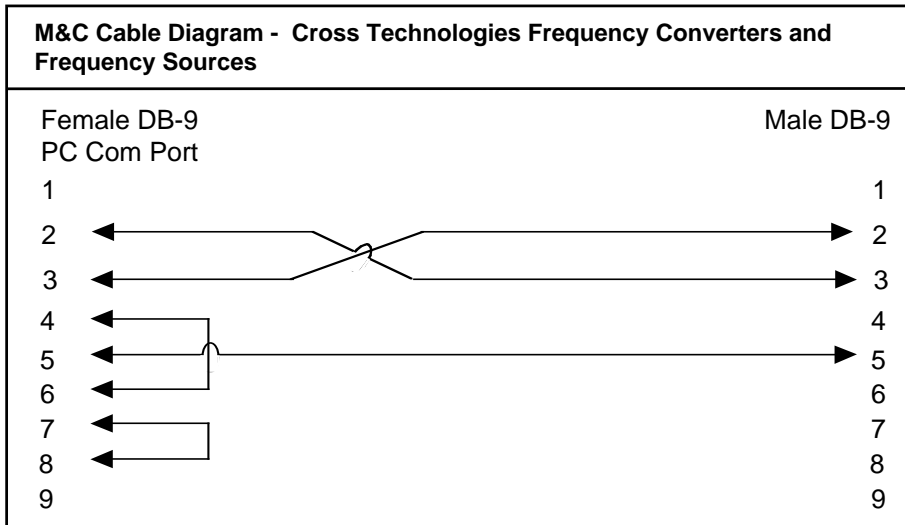 M&C Cable Diagram - Cross Technologies Frequency Converters and
Frequency Sources
Female DB-9
PC Com Port
Male DB-9
1 1
2 2
3 3
4 4
5 5
6 6
7 7
8 8
9 9